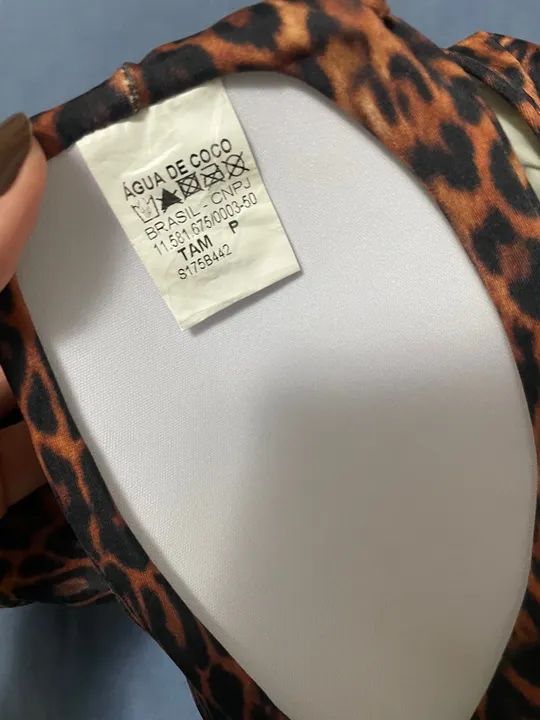 ÁGUA DE COCO
BRASIL - CNPJ
11.581.675/0003-50
TAM P
S175B442